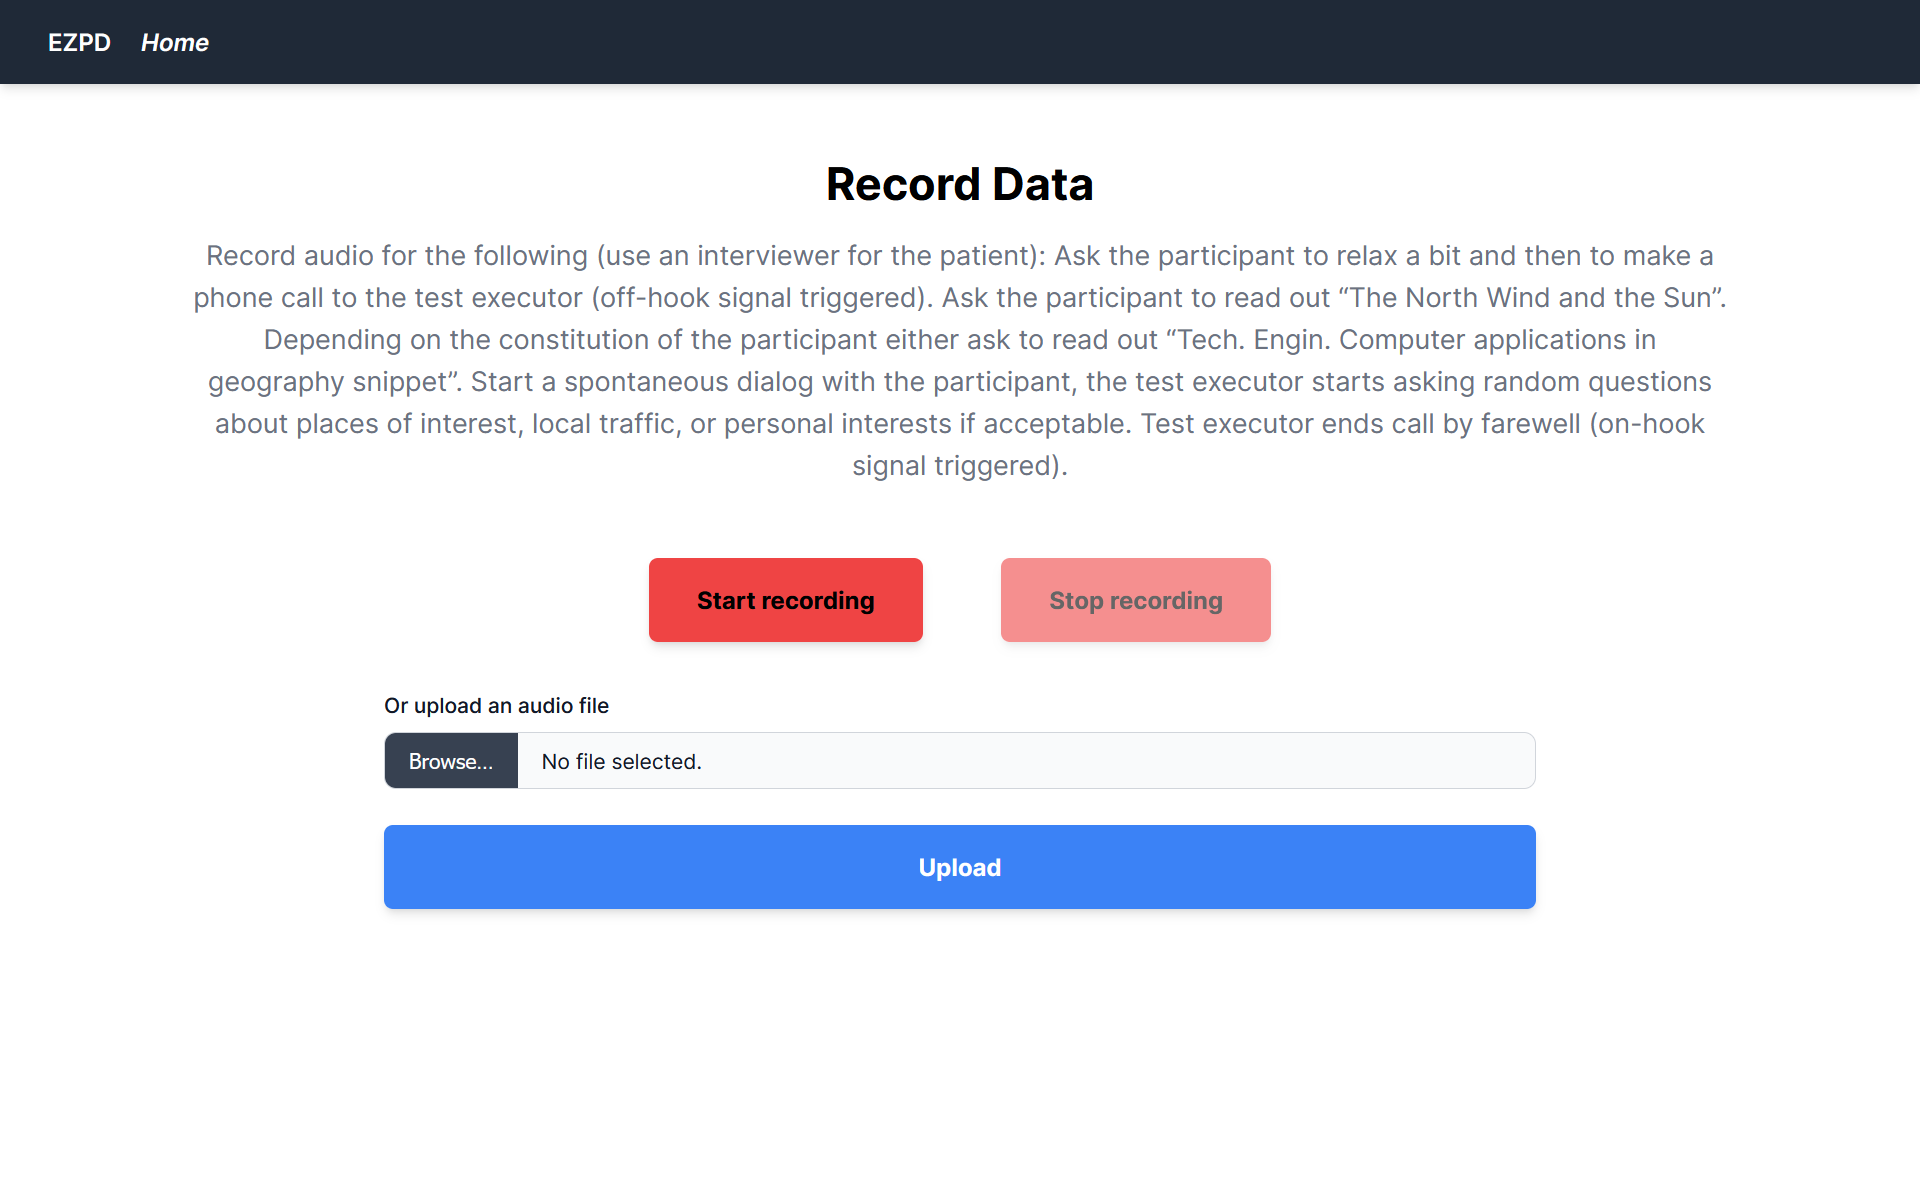 EZPD Home
Record Data
Record audio for the following (use an interviewer for the patient): Ask the participant to relax a bit and then to make a
phone call to the test executor (off-hook signal triggered). Ask the participant to read out “The North Wind and the Sun”.
Depending on the constitution of the participant either ask to read out “Tech. Engin. Computer applications in
geography snippet”. Start a spontaneous dialog with the participant, the test executor starts asking random questions
about places of interest, local traffic, or personal interests if acceptable. Test executor ends call by farewell (on-hook
signal triggered).
Start recording Stop recording
Or upload an audio file
Browse... No file selected.
Upload